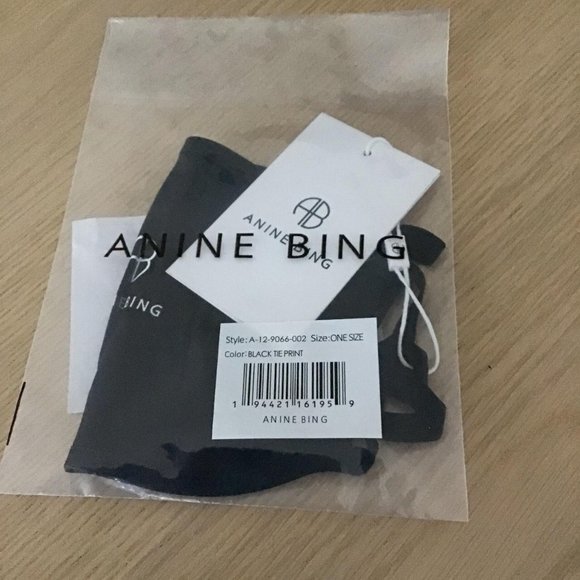 AB
ANINE BING
ANINE BING
BING
Style: A-12-9066-002 Size: ONE SIZE
Color: BLACK TIE PRINT
1 94421 16195 9
ANINE BING